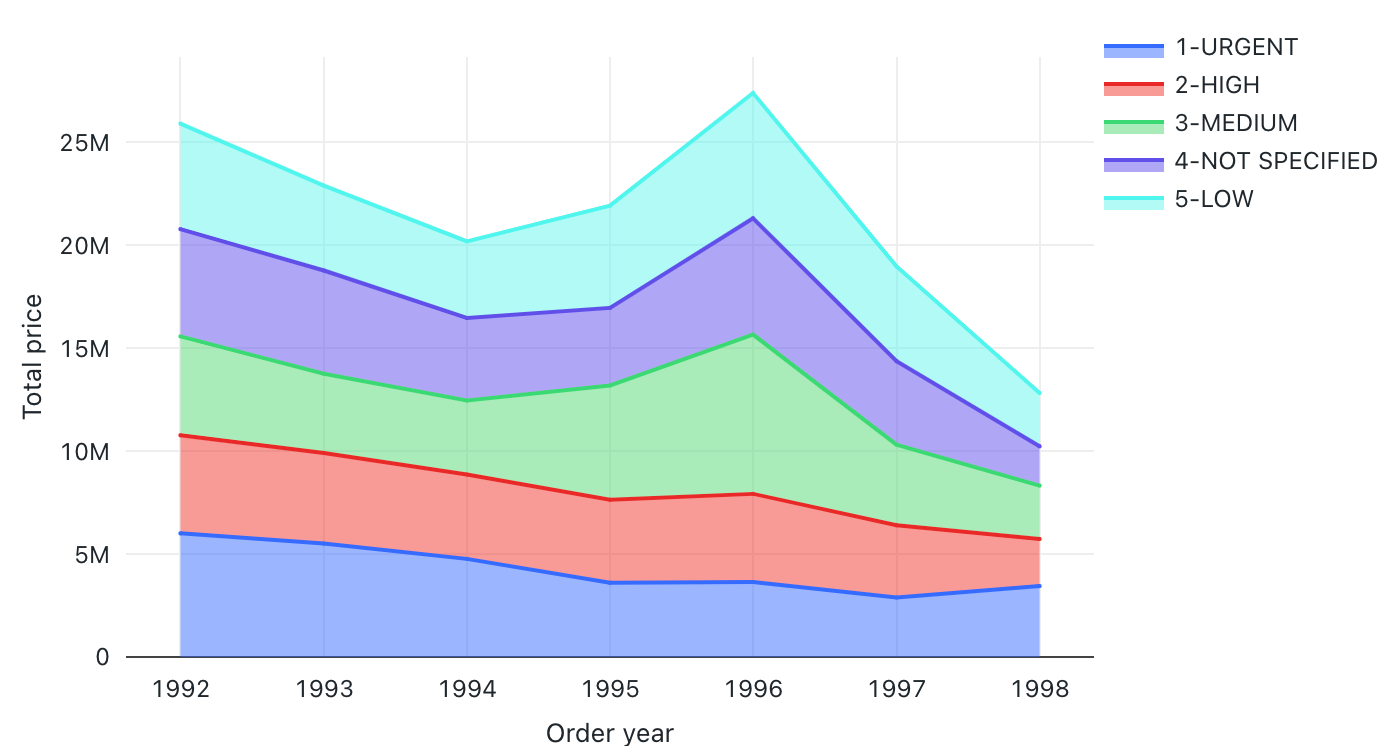 1-URGENT
2-HIGH
3-MEDIUM
4-NOT SPECIFIED
5-LOW
Total price
25M
20M
15M
10M
5M
0
1992 1993 1994 1995 1996 1997 1998
Order year